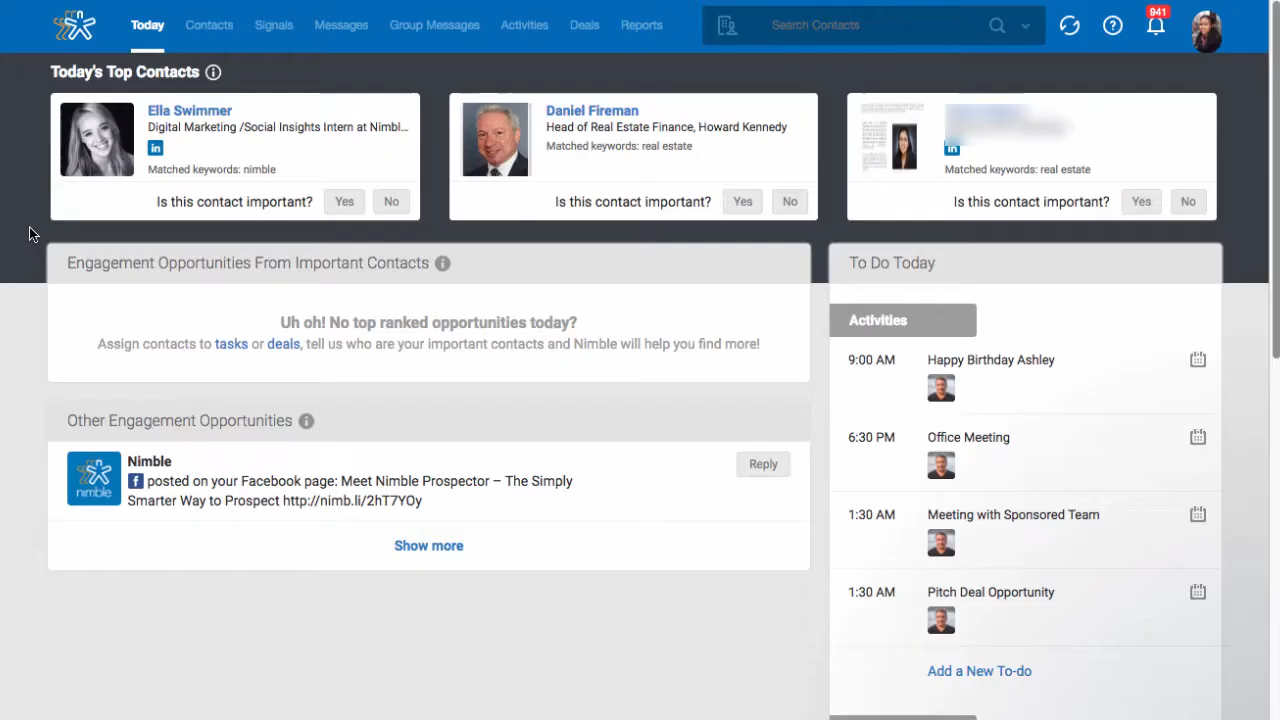 Today
Contacts
Signals
Messages
Group Messages
Activities
Deals
Reports
Search Contacts
941
Today's Top Contacts
Ella Swimmer
Digital Marketing /Social Insights Intern at Nimbl...
in
Matched keywords: nimble
Is this contact important?
Yes
No
Daniel Fireman
Head of Real Estate Finance, Howard Kennedy
Matched keywords: real estate
Is this contact important?
Yes
No
in
Matched keywords: real estate
Is this contact important?
Yes
No
Engagement Opportunities From Important Contacts
Uh oh! No top ranked opportunities today?
Assign contacts to tasks or deals, tell us who are your important contacts and Nimble will help you find more!
Other Engagement Opportunities
nimble
Nimble
posted on your Facebook page: Meet Nimble Prospector – The Simply
Smarter Way to Prospect http://nimb.li/2hT7YOy
Reply
Show more
To Do Today
Activities
9:00 AM
Happy Birthday Ashley
6:30 PM
Office Meeting
1:30 AM
Meeting with Sponsored Team
1:30 AM
Pitch Deal Opportunity
Add a New To-do